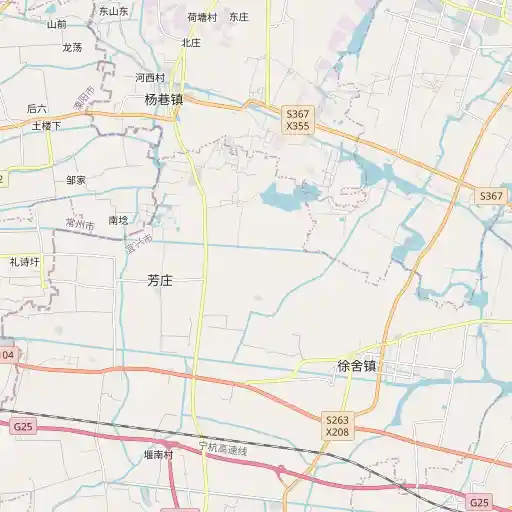 东山东
荷塘村
东庄
山前
北庄
龙荡
河西村
溧阳市
杨巷镇
后六
S367
X355
土楼下
邹家
2
S367
南埝
常州市
宜兴市
礼诗圩
芳庄
04
徐舍镇
S263
X208
G25
宁杭高速线
堰南村
G25